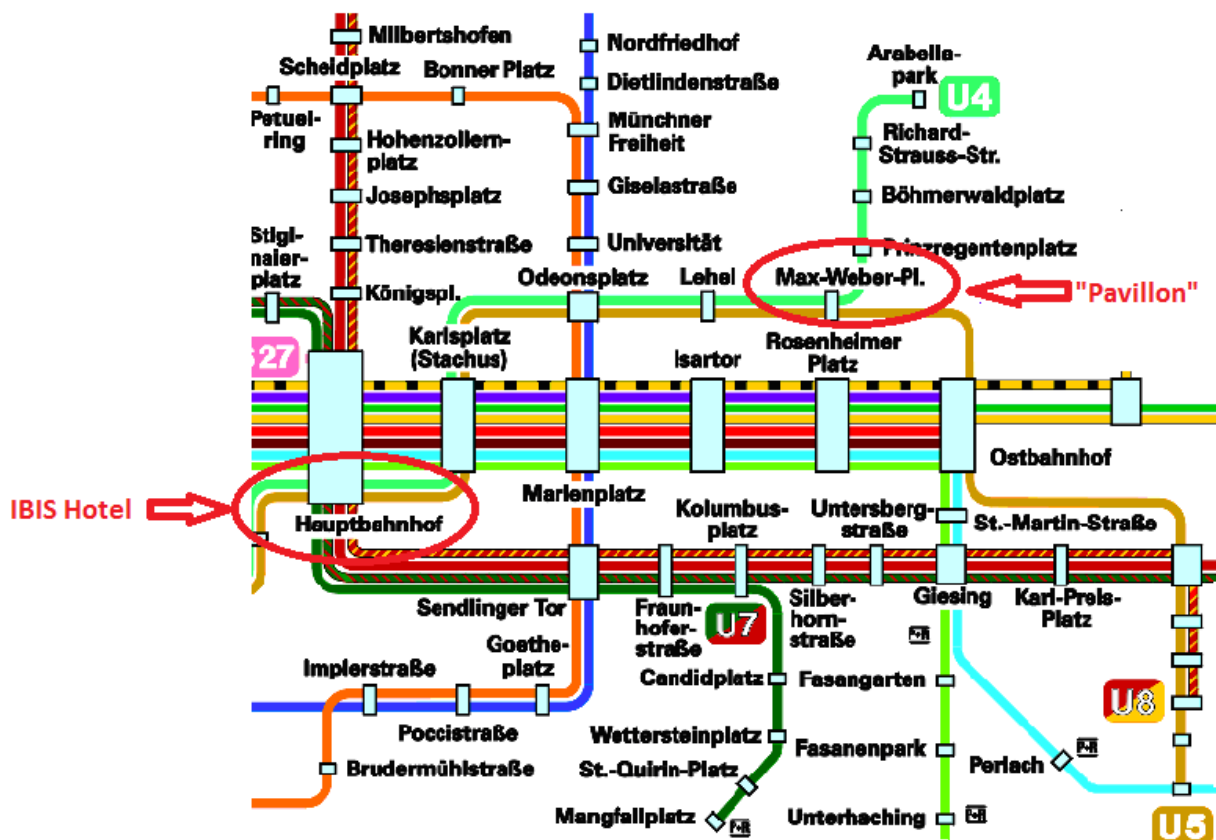 Milbertshofen
Nordfriedhof
Scheidplatz
Bonner Platz
Arabella-
park
U4
Dietlindenstraße
Petuel-
ring
Hohenzollern-
platz
Münchner
Freiheit
Richard-
Strauss-Str.
Josephsplatz
Giselastraße
Böhmerwaldplatz
Stigl-
maier-
platz
Theresienstraße
Universität
Prinzregentenplatz
Königspl.
Odeonsplatz
Lehel
Max-Weber-Pl.
"Pavillon"
27
Karlsplatz
(Stachus)
Isartor
Rosenheimer
Platz
Ostbahnhof
IBIS Hotel
Hauptbahnhof
Marienplatz
Kolumbus-
platz
Untersberg-
straße
St.-Martin-Straße
Sendlinger Tor
Fraun-
hofer-
straße
U7
Silber-
horn-
straße
Giesing
Karl-Preis-
Platz
P+R
Implerstraße
Goethe-
platz
Candidplatz
Fasangarten
U8
Poccistraße
Wettersteinplatz
Fasanenpark
Perlach
P+R
Brudermühlstraße
St.-Quirin-Platz
Mangfallplatz
P+R
Unterhaching
P+R
U5